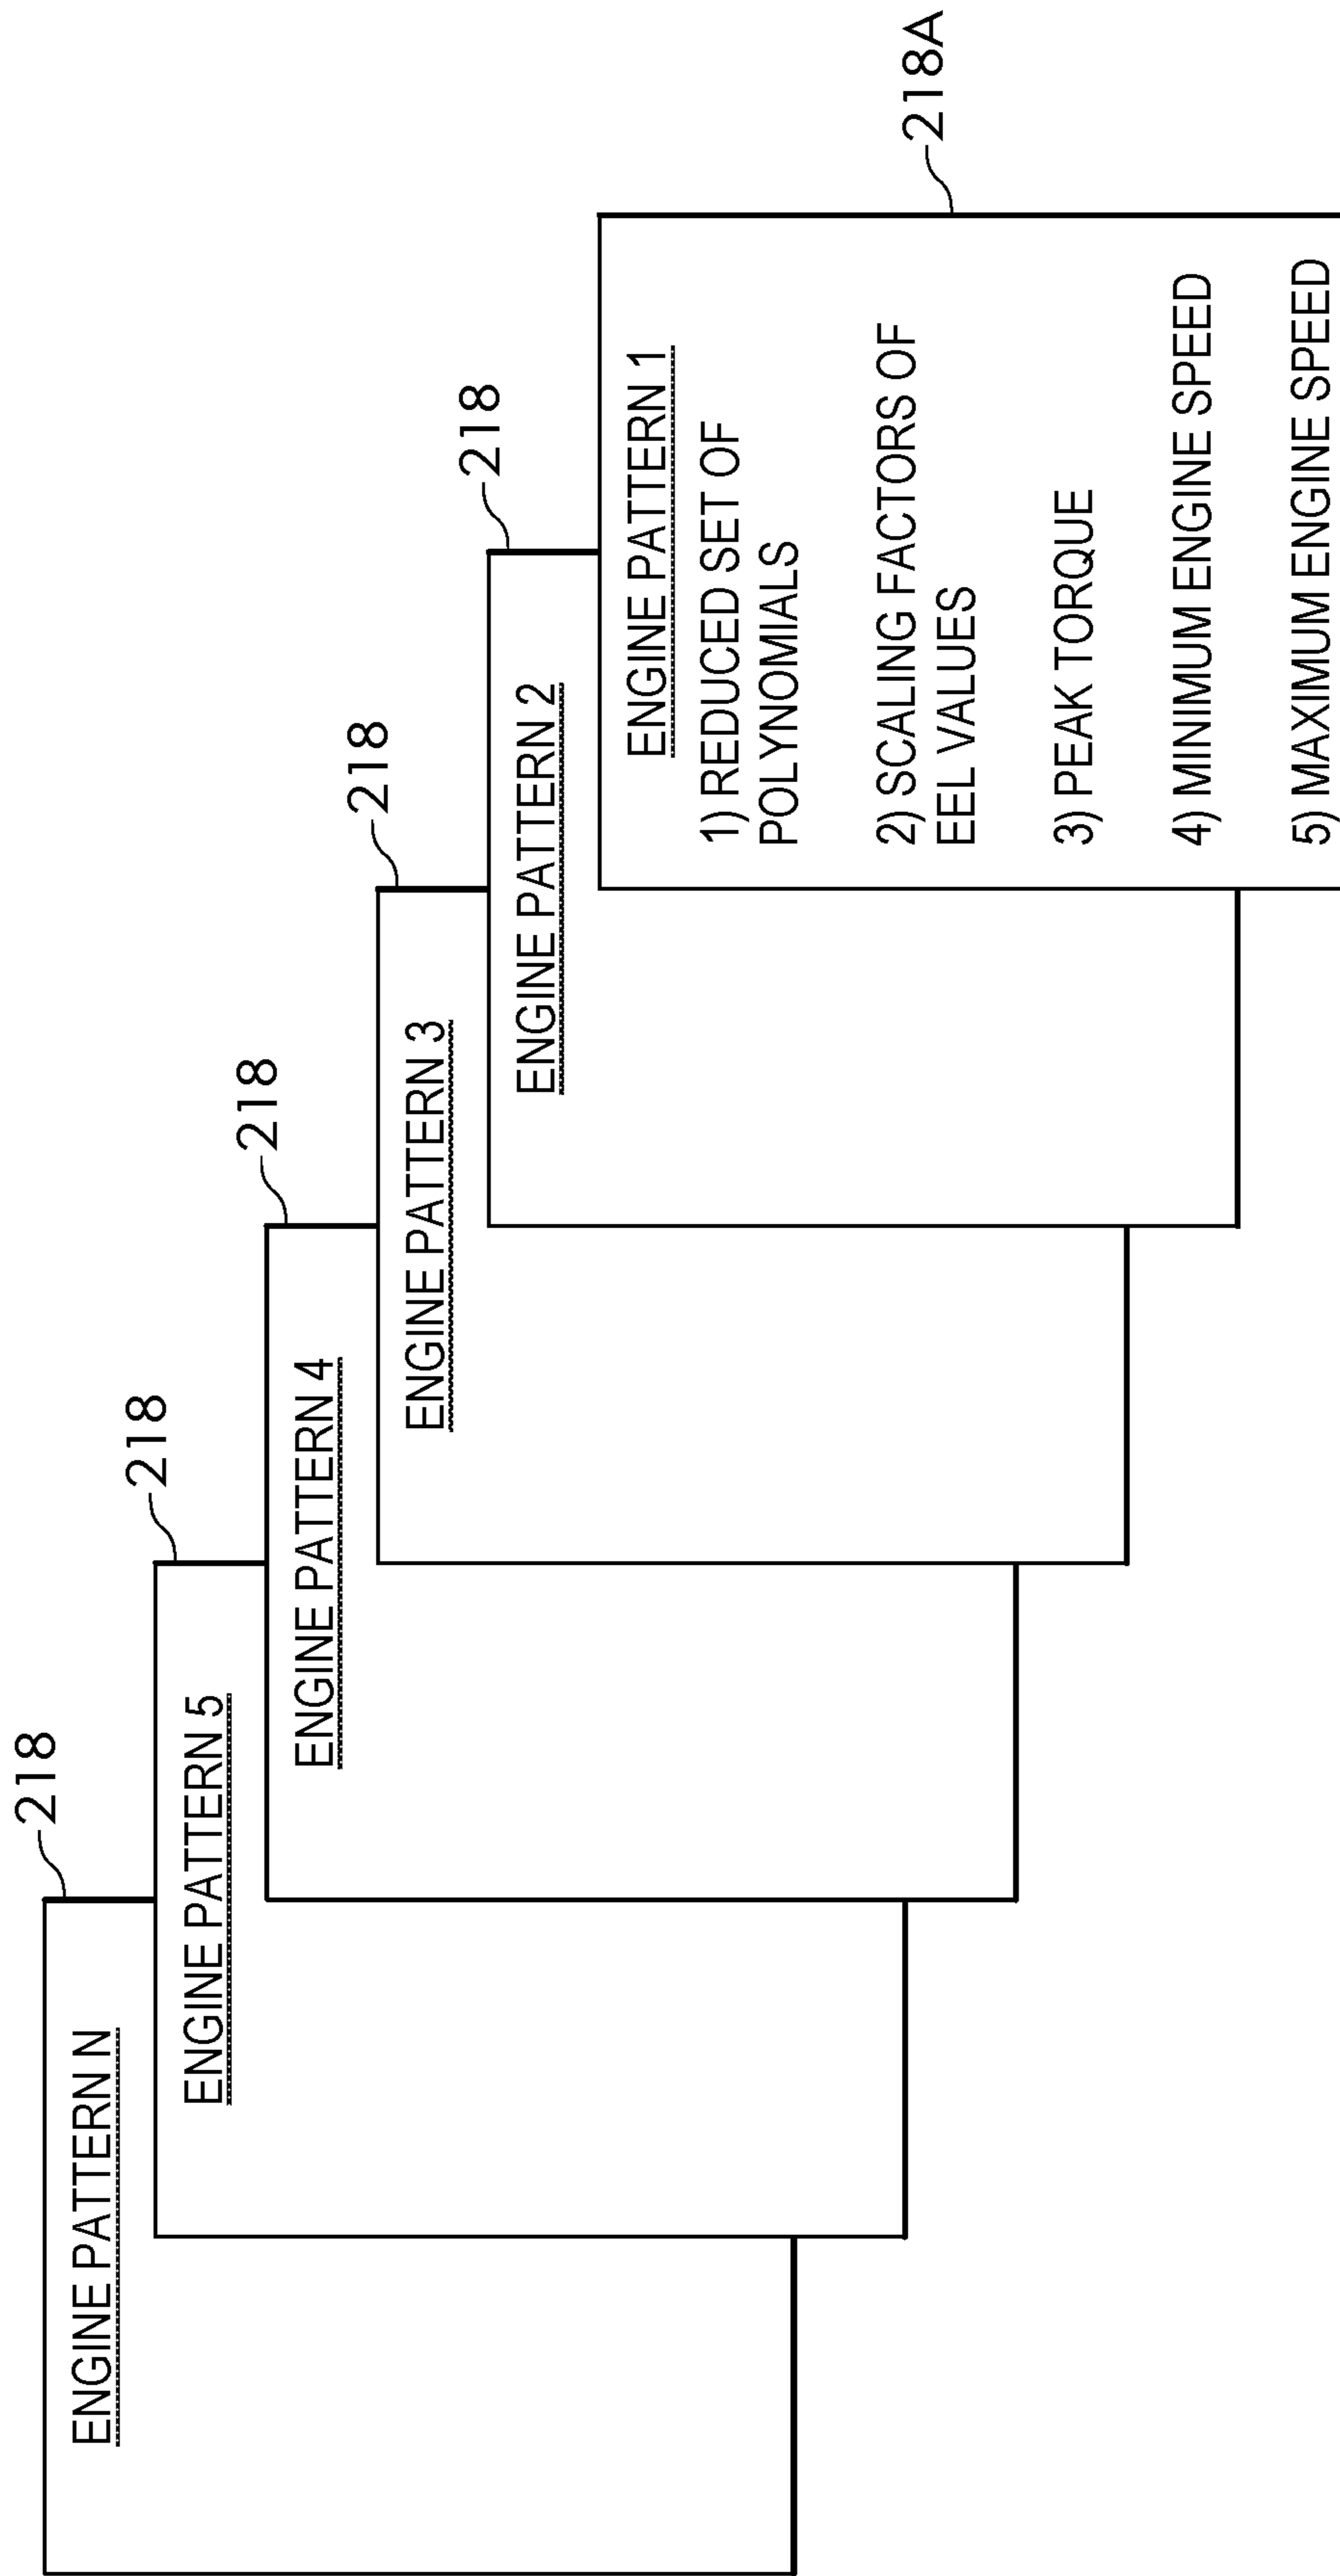 218
ENGINE PATTERN N
218
ENGINE PATTERN 5
218
ENGINE PATTERN 4
218
ENGINE PATTERN 3
218
ENGINE PATTERN 2
218A
ENGINE PATTERN 1
1) REDUCED SET OF
POLYNOMIALS
2) SCALING FACTORS OF
EEL VALUES
3) PEAK TORQUE
4) MINIMUM ENGINE SPEED
5) MAXIMUM ENGINE SPEED